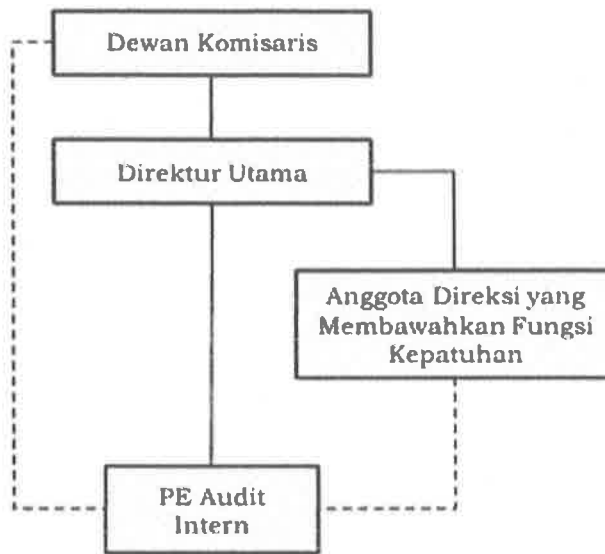 Dewan Komisaris
Direktur Utama
Anggota Direksi yang
Membawahkan Fungsi
Kepatuhan
PE Audit
Intern